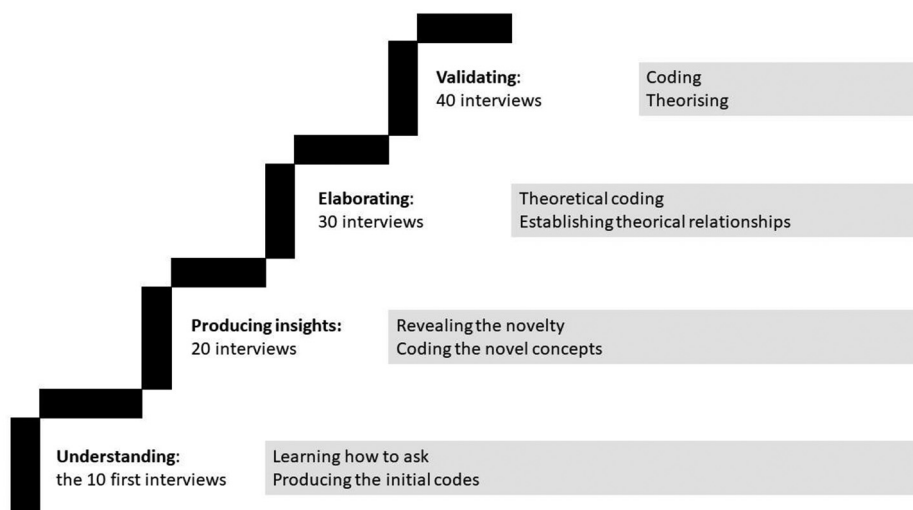 Validating:
40 interviews
Coding
Theorising
Elaborating:
30 interviews
Theoretical coding
Establishing theorical relationships
Producing insights:
20 interviews
Revealing the novelty
Coding the novel concepts
Understanding:
the 10 first interviews
Learning how to ask
Producing the initial codes